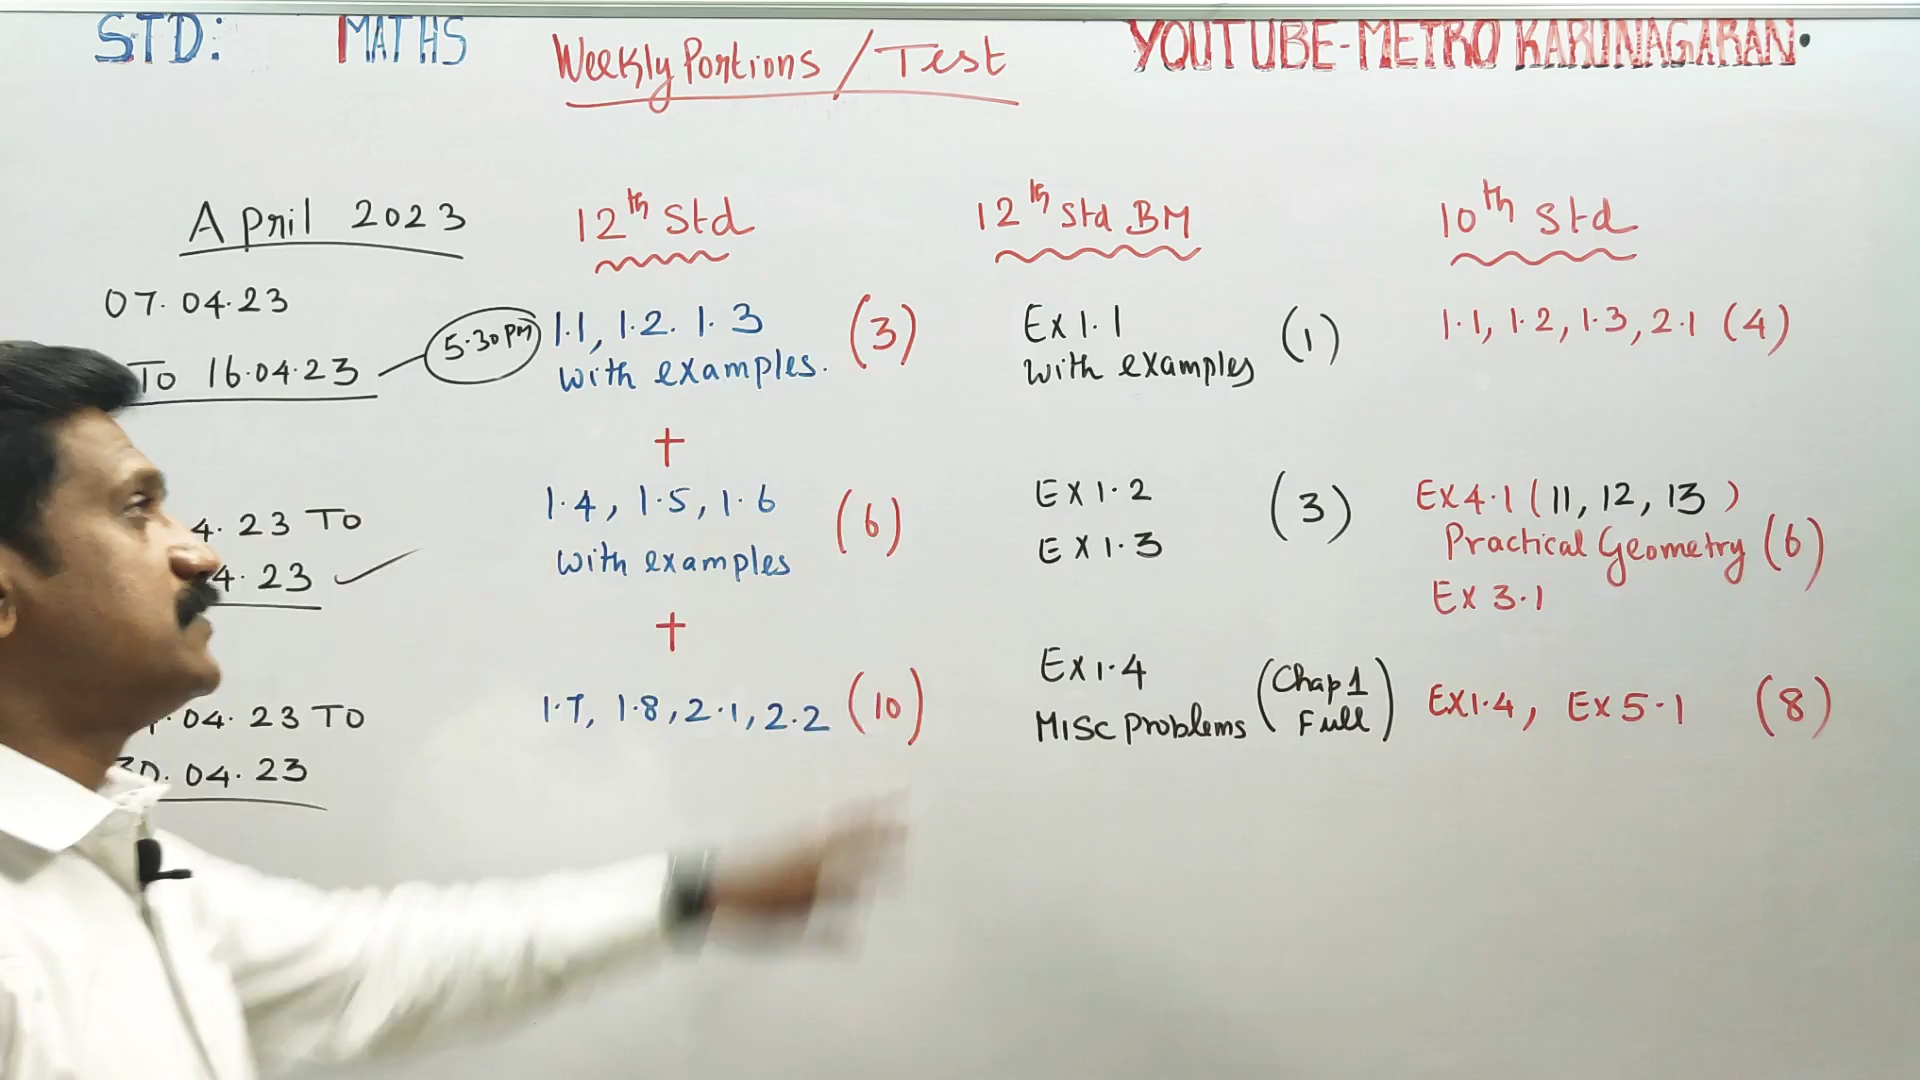 STD: MATHS Weekly Portions / Test YOUTUBE-METRO KARUNAGARAN.
April 2023 12th Std 12th Std BM 10th Std
07.04.23
To 16.04.23 5.30 PM 1.1, 1.2. 1.3 (3) Ex 1.1 (1) 1.1, 1.2, 1.3, 2.1 (4)
with examples. with examples
+
1.4, 1.5, 1.6 (6) Ex 1.2 (3) Ex 4.1 (11, 12, 13)
4.23 To with examples Ex 1.3 Practical Geometry (6)
4.23 Ex 3.1
+
Ex 1.4 (Chap 1
04.23 To 1.7, 1.8, 2.1, 2.2 (10) Misc Problems Full) Ex 1.4, Ex 5.1 (8)
30.04.23